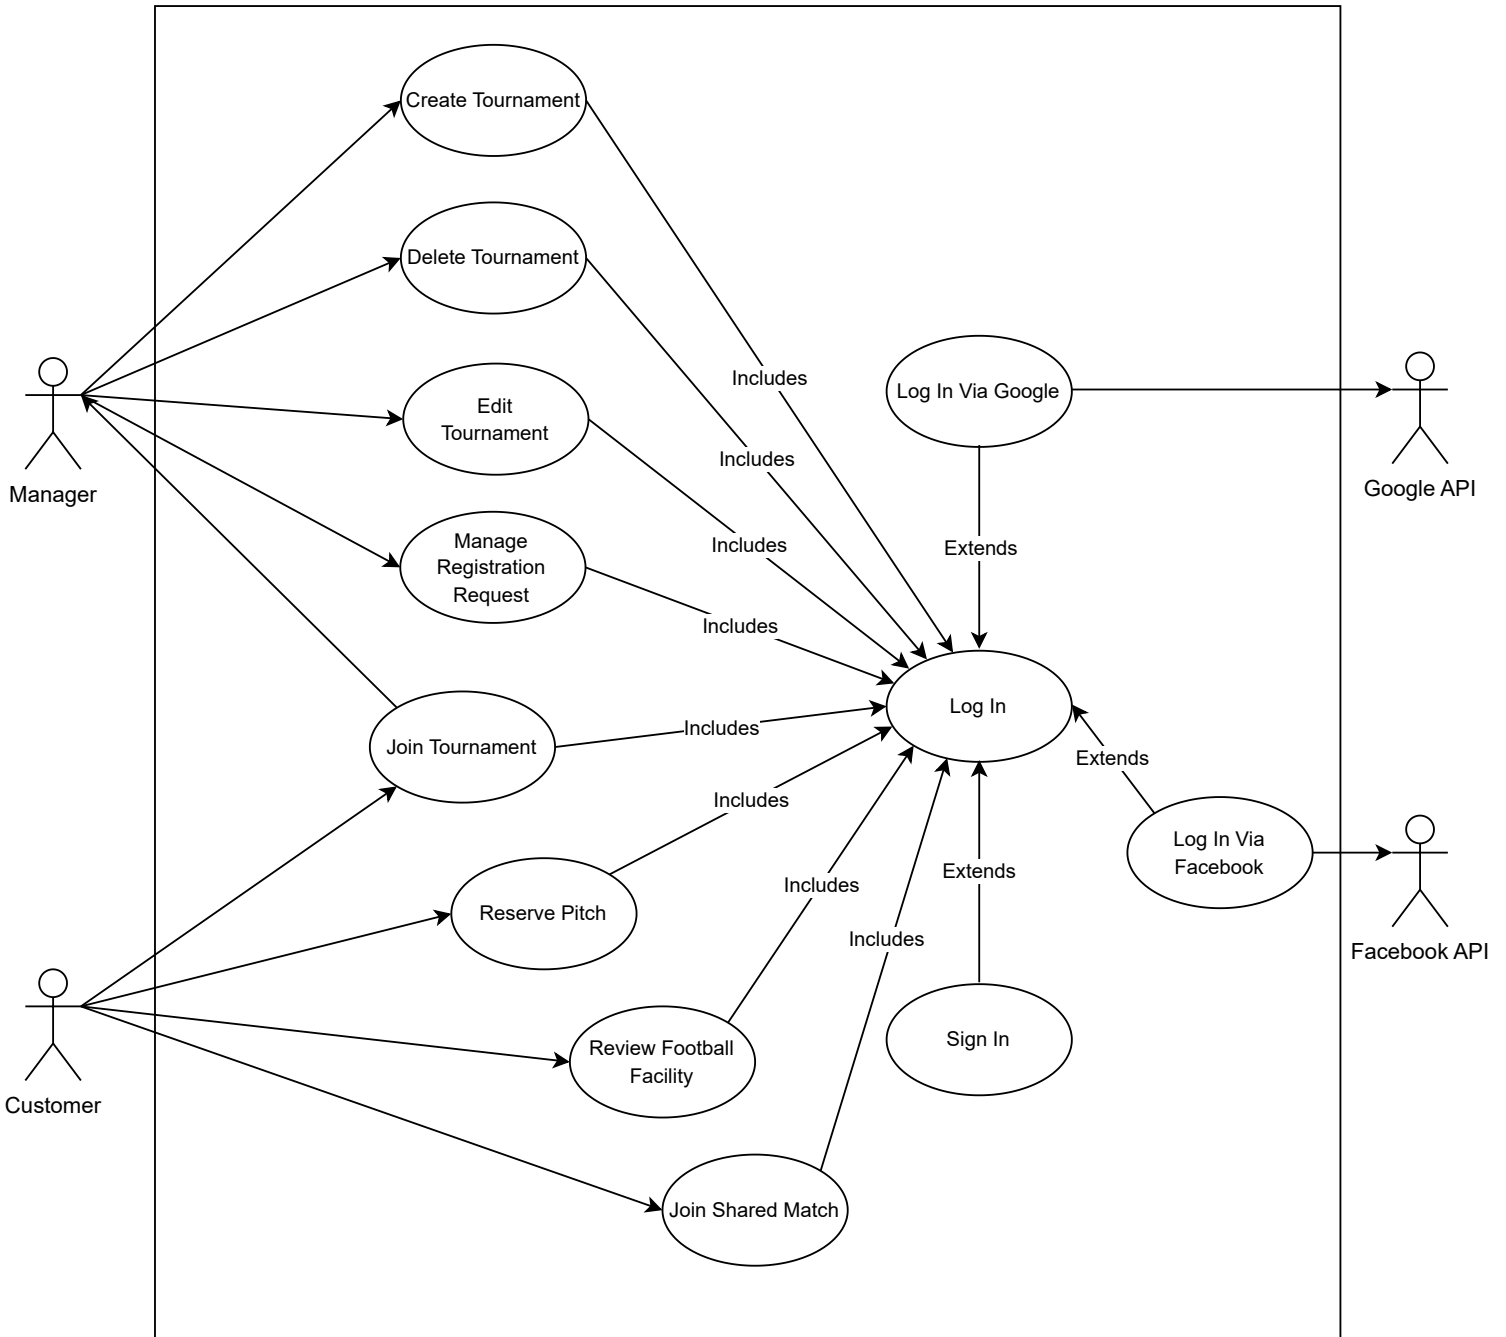 Create Tournament
Delete Tournament
Includes
Log In Via Google
Edit
Tournament
Includes
Manager
Google API
Manage
Registration
Request
Includes
Extends
Includes
Log In
Join Tournament
Includes
Extends
Includes
Log In Via
Facebook
Includes
Extends
Reserve Pitch
Includes
Facebook API
Sign In
Review Football
Facility
Customer
Join Shared Match